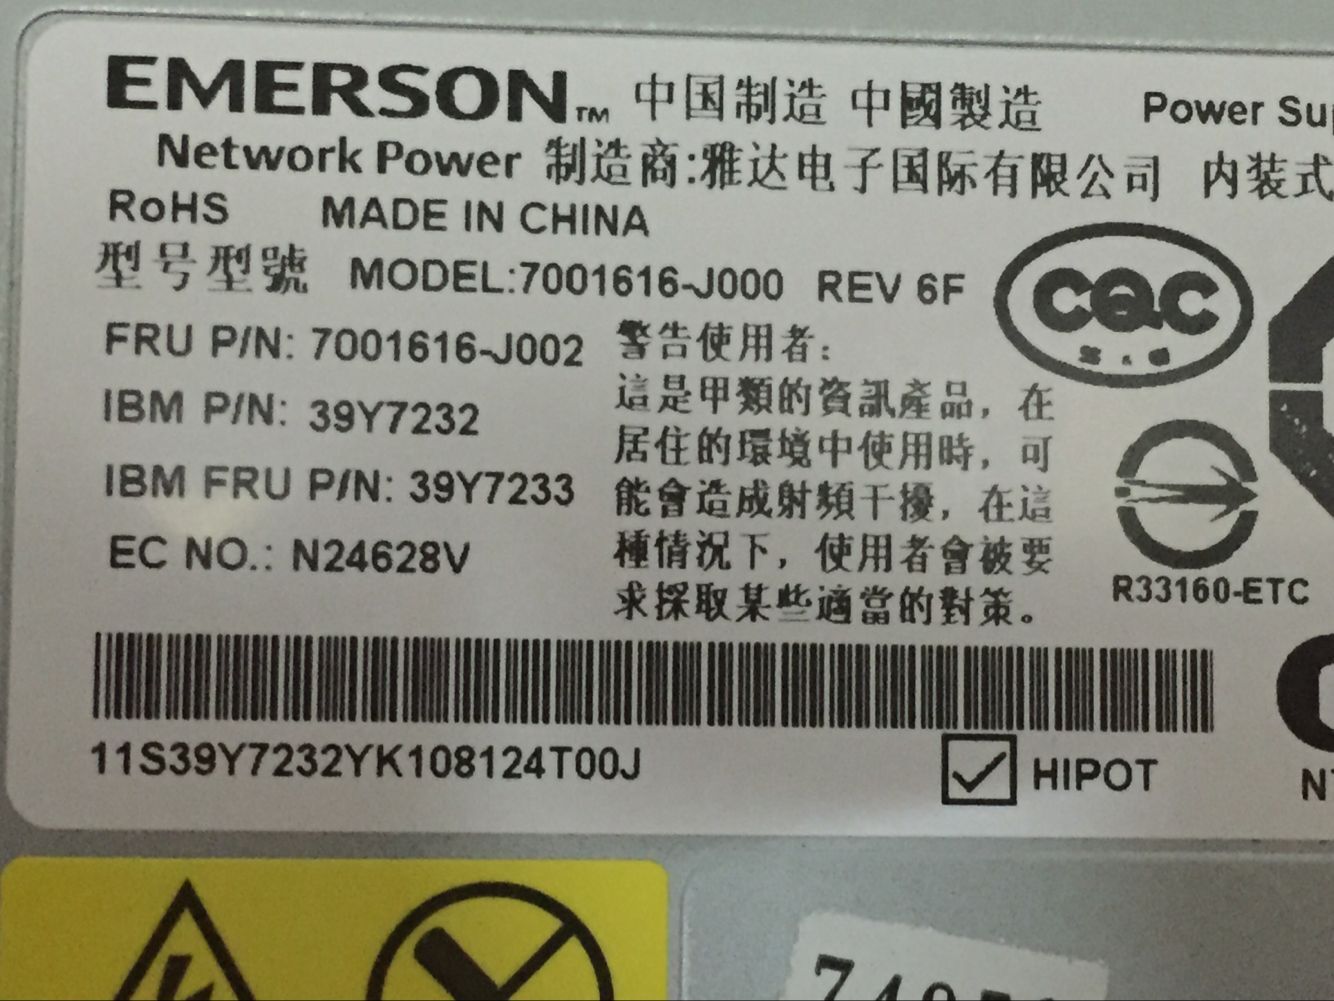 EMERSON™ 中国制造 中國製造 Power
Network Power 制造商:雅达电子国际有限公司 内装式
RoHS MADE IN CHINA
型号型號 MODEL:7001616-J000 REV 6F
CQC
FRU P/N: 7001616-J002
IBM P/N: 39Y7232
IBM FRU P/N: 39Y7233
EC NO.: N24628V
警告使用者:
這是甲類的資訊產品，在
居住的環境中使用時，可
能會造成射頻干擾，在這
種情況下，使用者會被要
求採取某些適當的對策。
R33160-ETC
11S39Y7232YK108124T00J
HIPOT